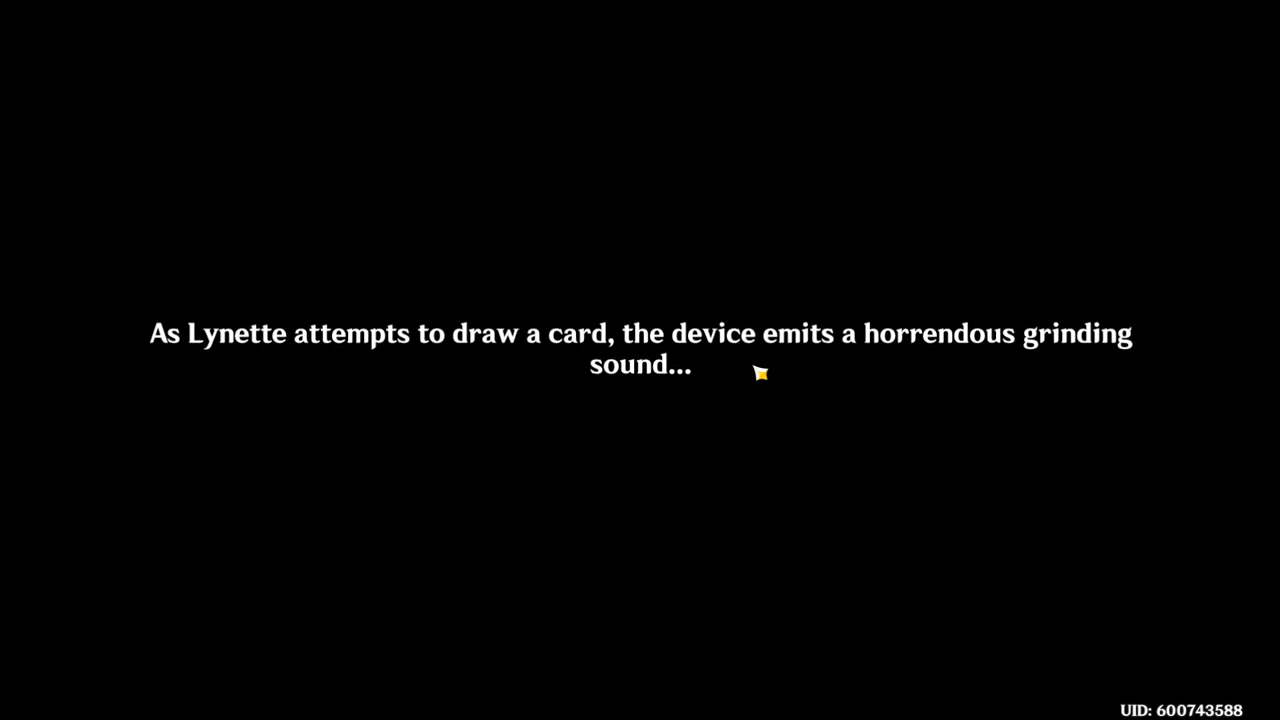 As Lynette attempts to draw a card, the device emits a horrendous grinding
sound...
UID: 600743588